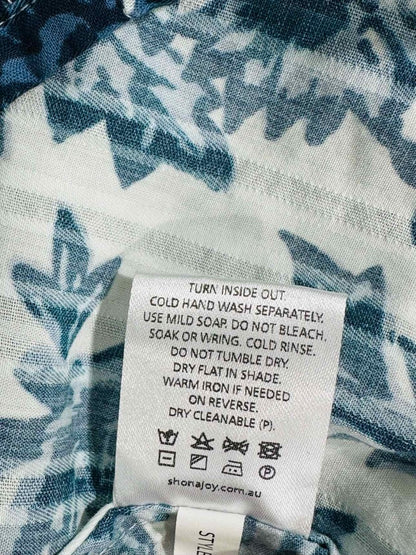 TURN INSIDE OUT.
COLD HAND WASH SEPARATELY.
USE MILD SOAP. DO NOT BLEACH,
SOAK OR WRING. COLD RINSE.
DO NOT TUMBLE DRY.
DRY FLAT IN SHADE.
WARM IRON IF NEEDED
ON REVERSE.
DRY CLEANABLE (P).
P
shonajoy.com.au
STYLE